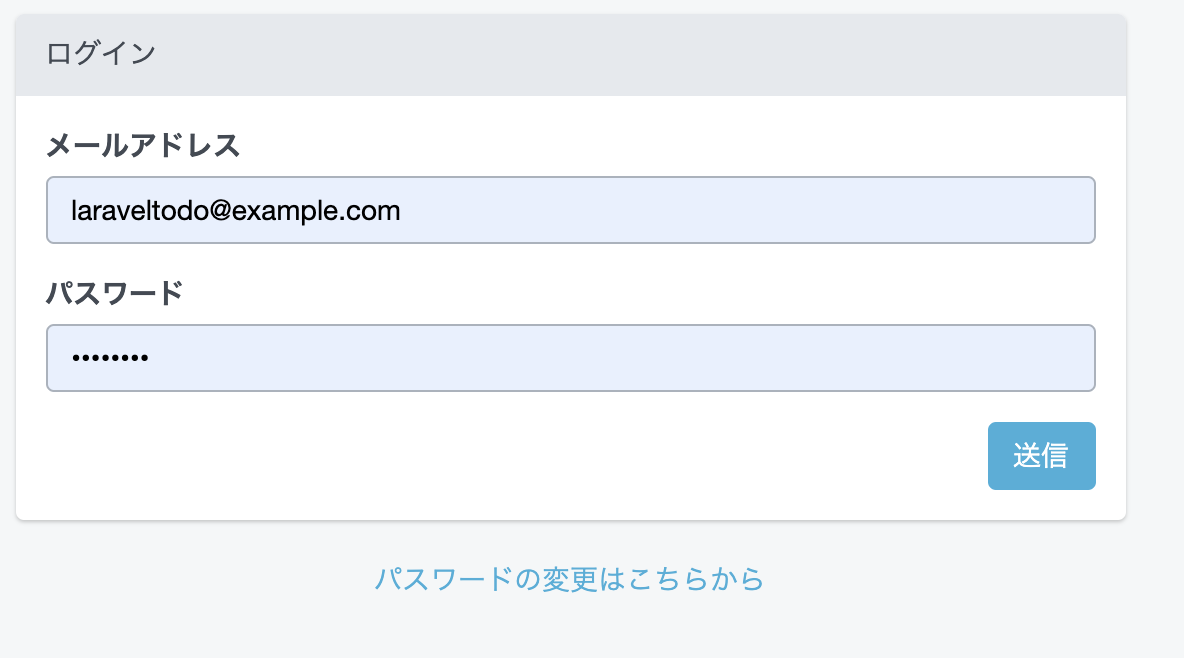 ログイン
メールアドレス
laraveltodo@example.com
パスワード
••••••••
送信
パスワードの変更はこちらから